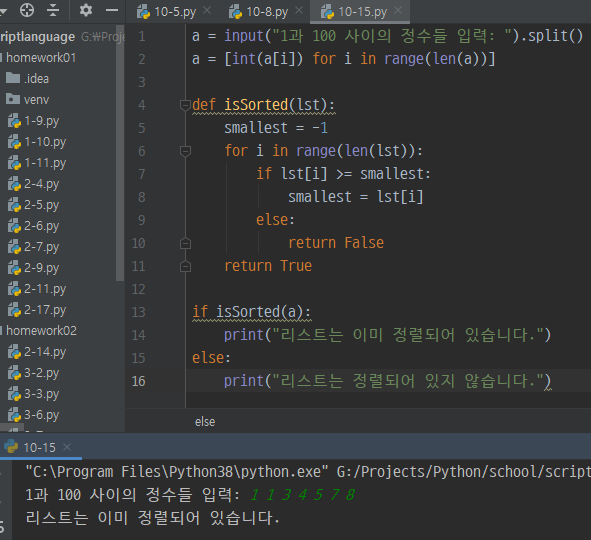 10-5.py
10-8.py
10-15.py
riptlanguage G:₩Proje
homework01
.idea
venv
1-9.py
1-10.py
1-11.py
2-4.py
2-5.py
2-6.py
2-7.py
2-9.py
2-11.py
2-17.py
homework02
2-14.py
3-2.py
3-3.py
3-6.py
1 a = input("1과 100 사이의 정수들 입력: ").split()
2 a = [int(a[i]) for i in range(len(a))]
3
4 def isSorted(lst):
5 smallest = -1
6 for i in range(len(lst)):
7 if lst[i] >= smallest:
8 smallest = lst[i]
9 else:
10 return False
11 return True
12
13 if isSorted(a):
14 print("리스트는 이미 정렬되어 있습니다.")
15 else:
16 print("리스트는 정렬되어 있지 않습니다.")
else
10-15
"C:\Program Files\Python38\python.exe" G:/Projects/Python/school/script
1과 100 사이의 정수들 입력: 1 1 3 4 5 7 8
리스트는 이미 정렬되어 있습니다.